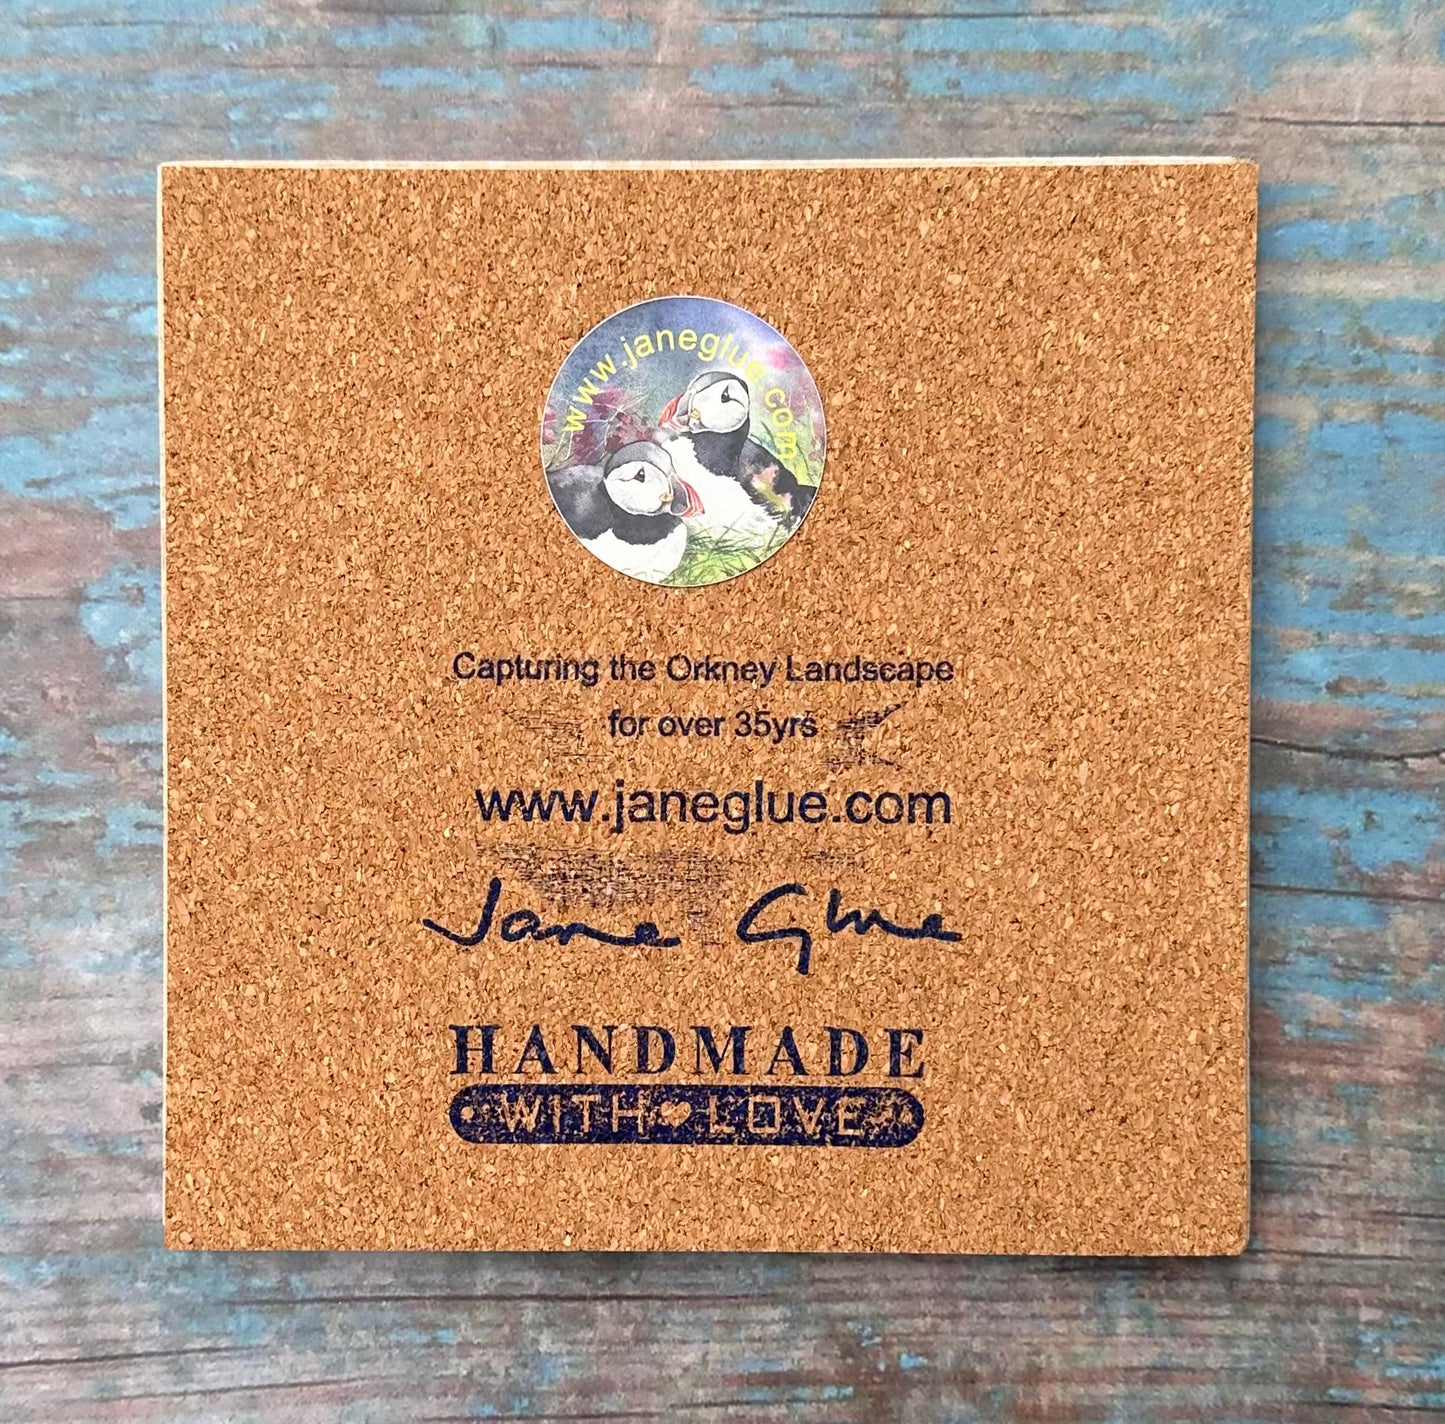 www.janeglue.com
Capturing the Orkney Landscape
for over 35yrs
www.janeglue.com
Jane Glue
HANDMADE
WITH♥LOVE